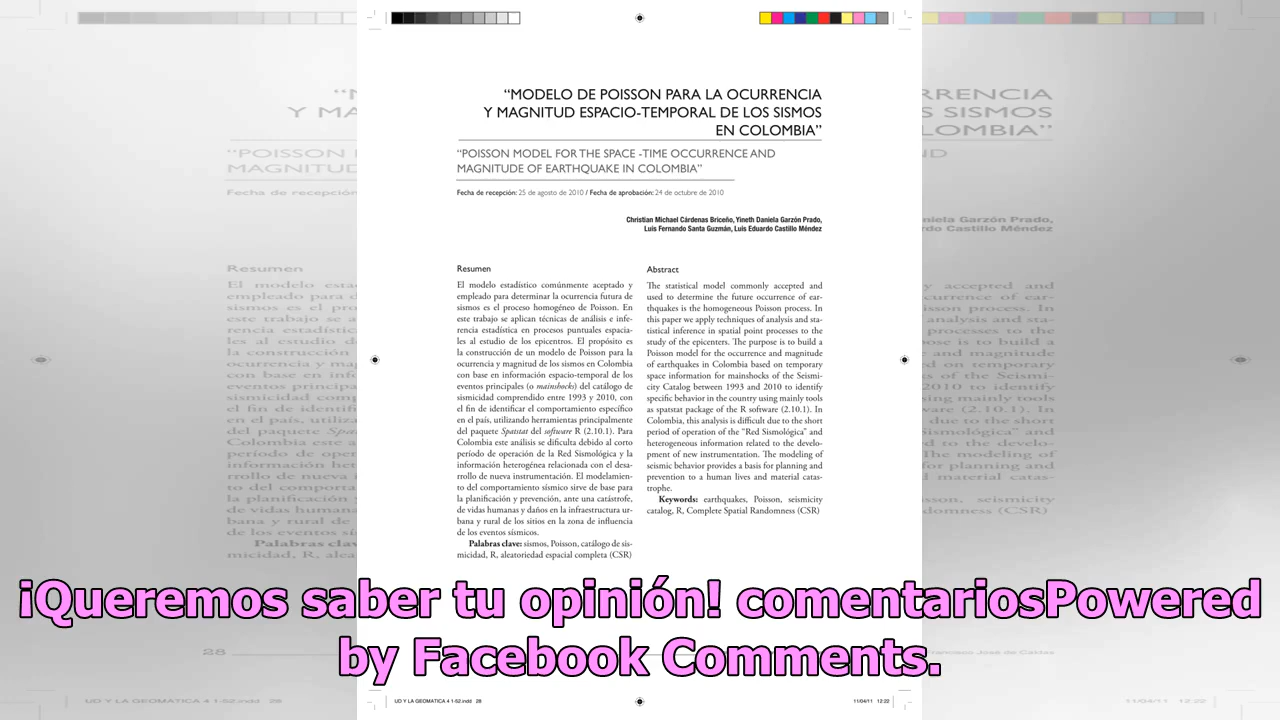 “MODELO DE POISSON PARA LA OCURRENCIA
Y MAGNITUD ESPACIO-TEMPORAL DE LOS SISMOS
EN COLOMBIA”
“POISSON MODEL FOR THE SPACE -TIME OCCURRENCE AND
MAGNITUDE OF EARTHQUAKE IN COLOMBIA”
Fecha de recepción: 25 de agosto de 2010 / Fecha de aprobación: 24 de octubre de 2010
Christian Michael Cárdenas Briceño, Yineth Daniela Garzón Prado,
Luis Fernando Santa Guzmán, Luis Eduardo Castillo Méndez
Resumen
El modelo estadístico comúnmente aceptado y
empleado para determinar la ocurrencia futura de
sismos es el proceso homogéneo de Poisson. En
este trabajo se aplican técnicas de análisis e infe-
rencia estadística en procesos puntuales espacia-
les al estudio de los epicentros. El propósito es
la construcción de un modelo de Poisson para la
ocurrencia y magnitud de los sismos en Colombia
con base en información espacio-temporal de los
eventos principales (o mainshocks) del catálogo de
sismicidad comprendido entre 1993 y 2010, con
el fin de identificar el comportamiento específico
en el país, utilizando herramientas principalmente
del paquete Spatstat del software R (2.10.1). Para
Colombia este análisis se dificulta debido al corto
período de operación de la Red Sismológica y la
información heterogénea relacionada con el desa-
rrollo de nueva instrumentación. El modelamien-
to del comportamiento sísmico sirve de base para
la planificación y prevención, ante una catástrofe,
de vidas humanas y daños en la infraestructura ur-
bana y rural de los sitios en la zona de influencia
de los eventos sísmicos.
Palabras clave: sismos, Poisson, catálogo de sis-
micidad, R, aleatoriedad espacial completa (CSR)
Abstract
The statistical model commonly accepted and
used to determine the future occurrence of ear-
thquakes is the homogeneous Poisson process. In
this paper we apply techniques of analysis and sta-
tistical inference in spatial point processes to the
study of the epicenters. The purpose is to build a
Poisson model for the occurrence and magnitude
of earthquakes in Colombia based on temporary
space information for mainshocks of the Seismi-
city Catalog between 1993 and 2010 to identify
specific behavior in the country using mainly tools
as spatstat package of the R software (2.10.1). In
Colombia, this analysis is difficult due to the short
period of operation of the “Red Sismológica” and
heterogeneous information related to the develo-
pment of new instrumentation. The modeling of
seismic behavior provides a basis for planning and
prevention to a human lives and material catas-
trophe.
Keywords: earthquakes, Poisson, seismicity
catalog, R, Complete Spatial Randomness (CSR)
¡Queremos saber tu opinión! comentariosPowered
by Facebook Comments.
UD Y LA GEOMATICA 4 1-52.indd 28
11/04/11 12:22